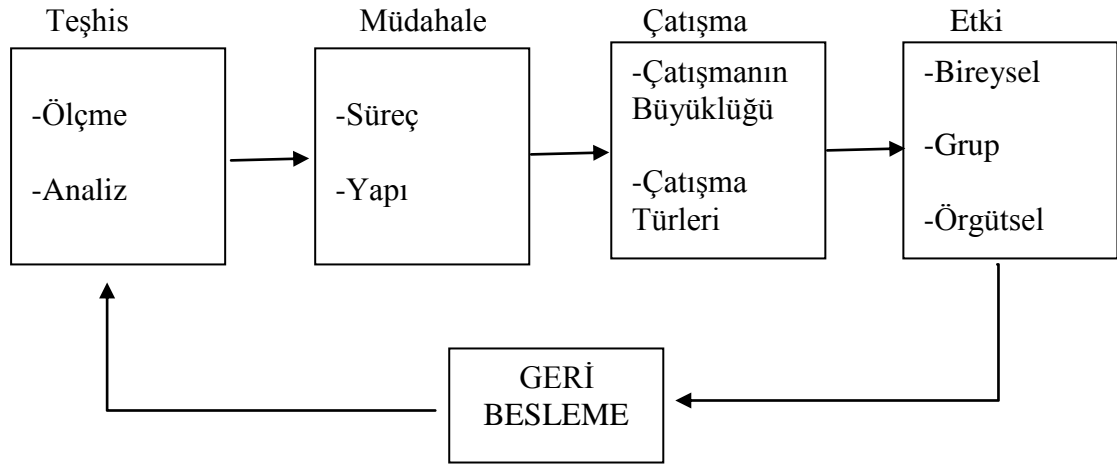 Teşhis
-Ölçme
-Analiz
Müdahale
-Süreç
-Yapı
Çatışma
-Çatışmanın
Büyüklüğü
-Çatışma
Türleri
Etki
-Bireysel
-Grup
-Örgütsel
GERİ
BESLEME